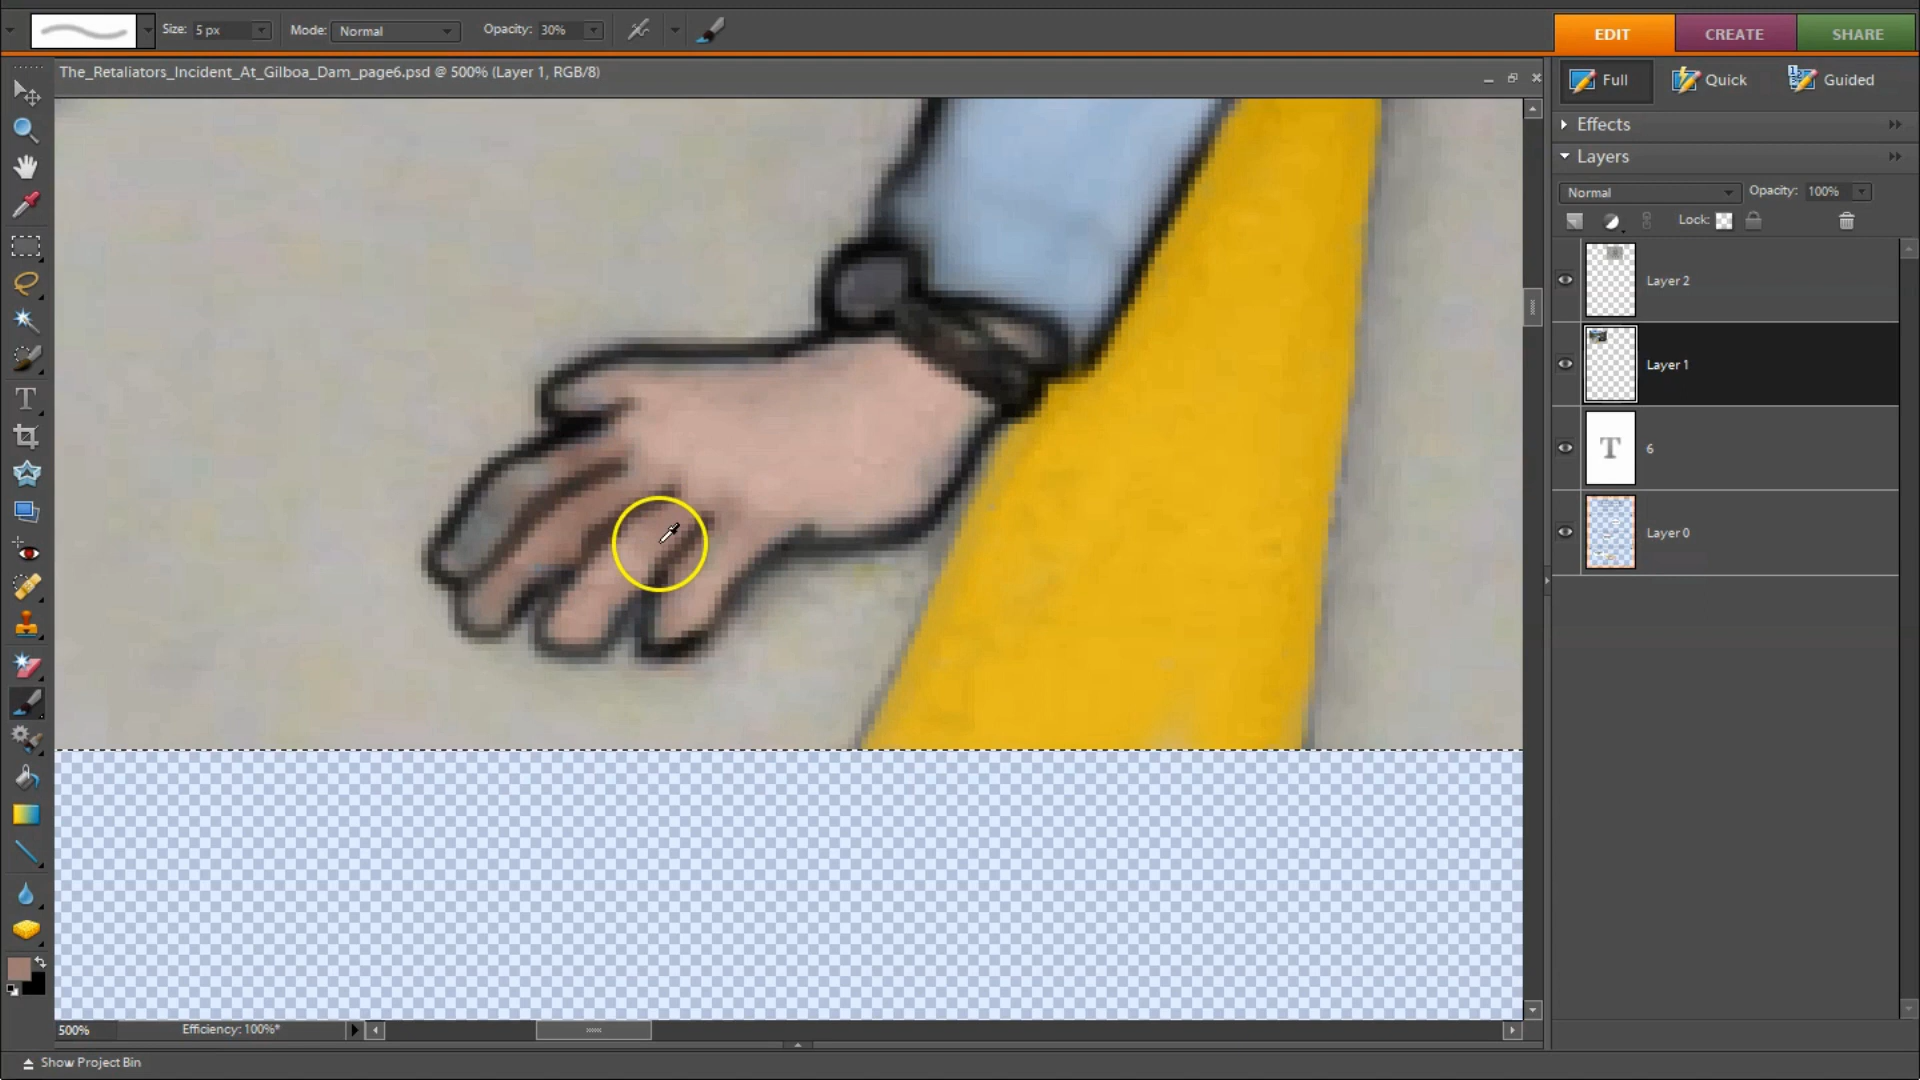 Size: 5 px Mode: Normal Opacity: 30%
EDIT CREATE SHARE
The_Retaliators_Incident_At_Gilboa_Dam_page6.psd @ 500% (Layer 1, RGB/8)
Full Quick Guided
Effects
Layers
Normal Opacity: 100%
Lock:
Layer 2
Layer 1
T 6
Layer 0
T
500% Efficiency: 100%*
Show Project Bin